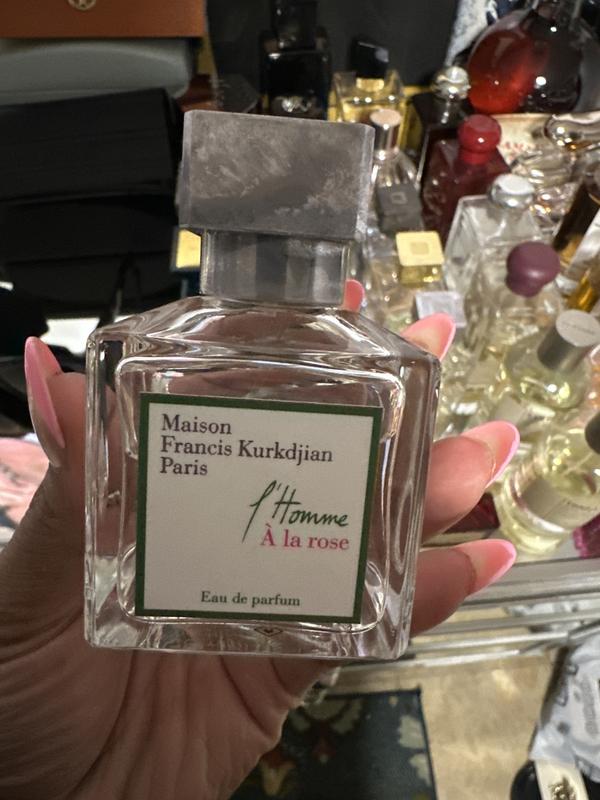 Maison
Francis Kurkdjian
Paris
l'Homme
À la rose
Eau de parfum